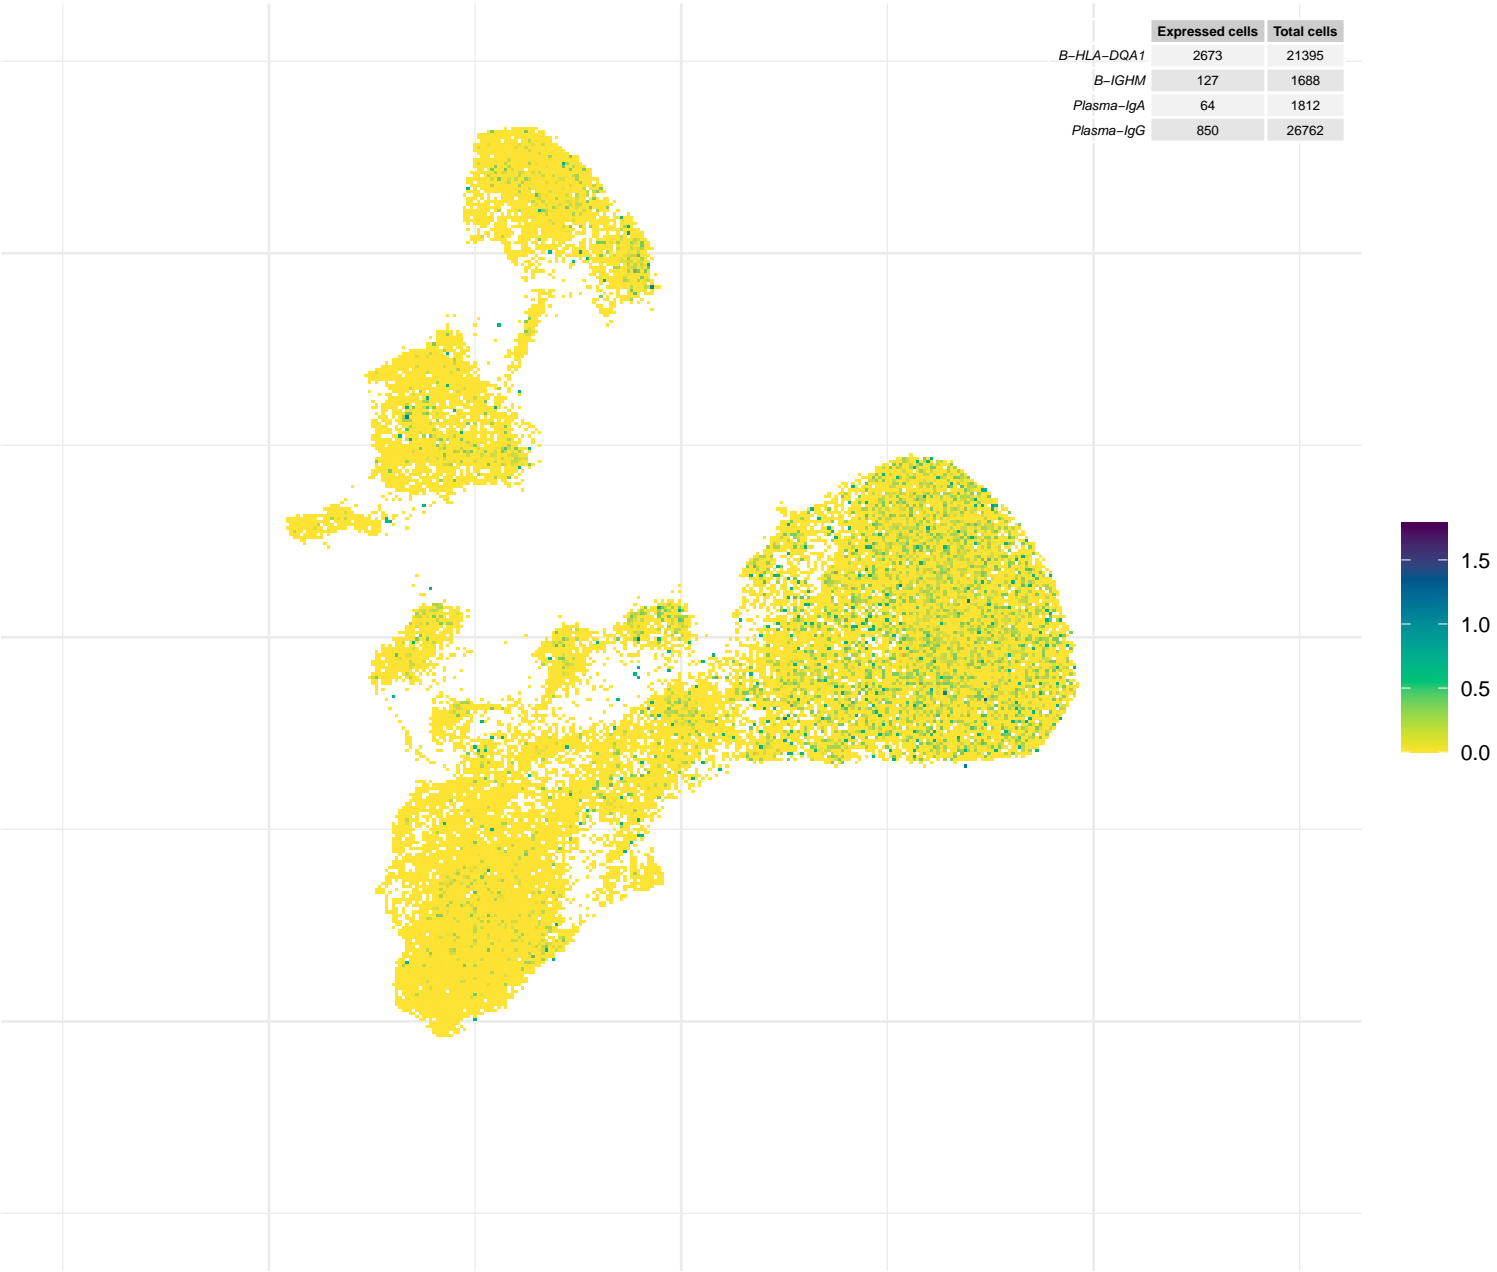 Expressed cells Total cells
B−HLA−DQA1 2673 21395
B−IGHM 127 1688
Plasma−IgA 64 1812
Plasma−IgG 850 26762
1.5
1.0
0.5
0.0